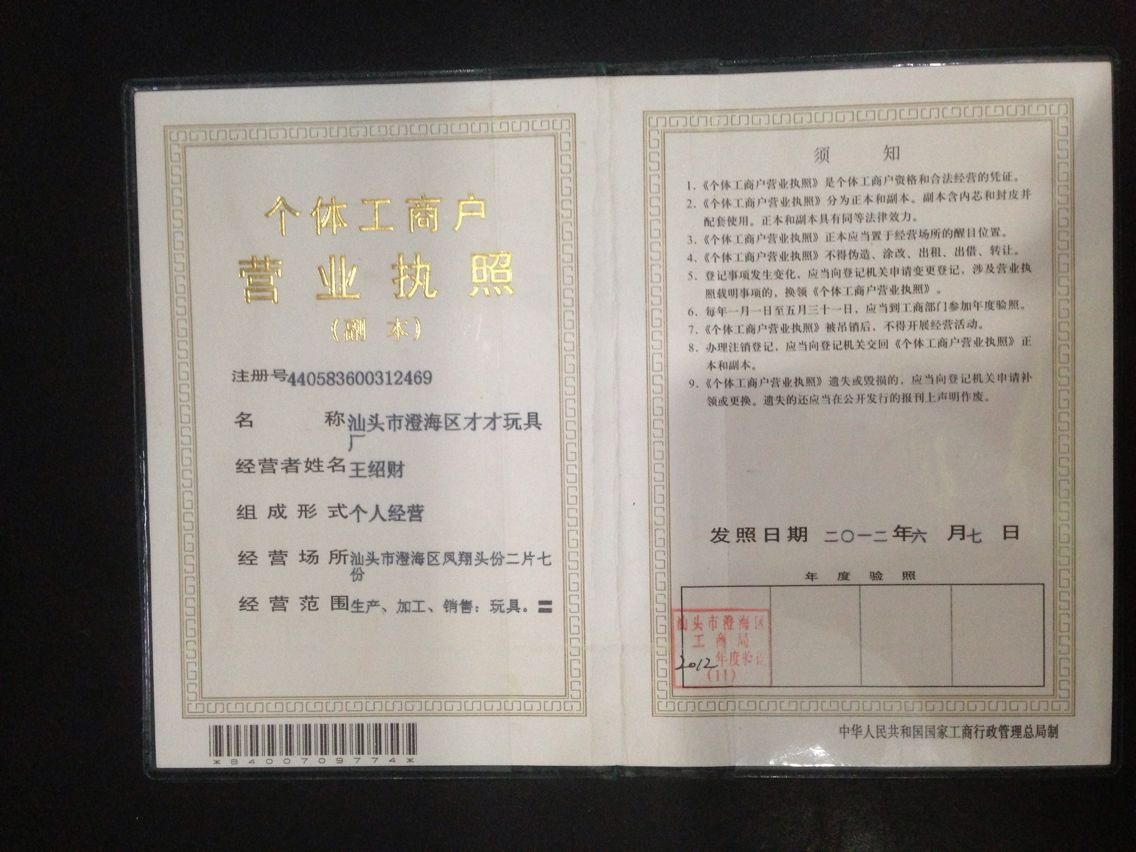 个体工商户
营业执照
(副 本)
注册号440583600312469
名 称 汕头市澄海区才才玩具
厂
经营者姓名 王绍财
组成形式 个人经营
经营场所 汕头市澄海区凤翔头份二片七
份
经营范围 生产、加工、销售：玩具。〓
*8400709774*
须 知
1.《个体工商户营业执照》是个体工商户资格和合法经营的凭证。
2.《个体工商户营业执照》分为正本和副本。副本含内芯和封皮并
配套使用。正本和副本具有同等法律效力。
3.《个体工商户营业执照》正本应当置于经营场所的醒目位置。
4.《个体工商户营业执照》不得伪造、涂改、出租、出借、转让。
5. 登记事项发生变化，应当向登记机关申请变更登记，涉及营业执
照载明事项的，换领《个体工商户营业执照》。
6. 每年一月一日至五月三十一日、应当到工商部门参加年度验照。
7.《个体工商户营业执照》被吊销后，不得开展经营活动。
8. 办理注销登记，应当向登记机关交回《个体工商户营业执照》正
本和副本。
9.《个体工商户营业执照》遗失或毁损的，应当向登记机关申请补
领或更换。遗失的还应当在公开发行的报刊上声明作废。
发照日期 二〇一二年六 月七 日
年 度 验 照
汕头市澄海区
工商局
2012年度验
(11)
中华人民共和国国家工商行政管理总局制